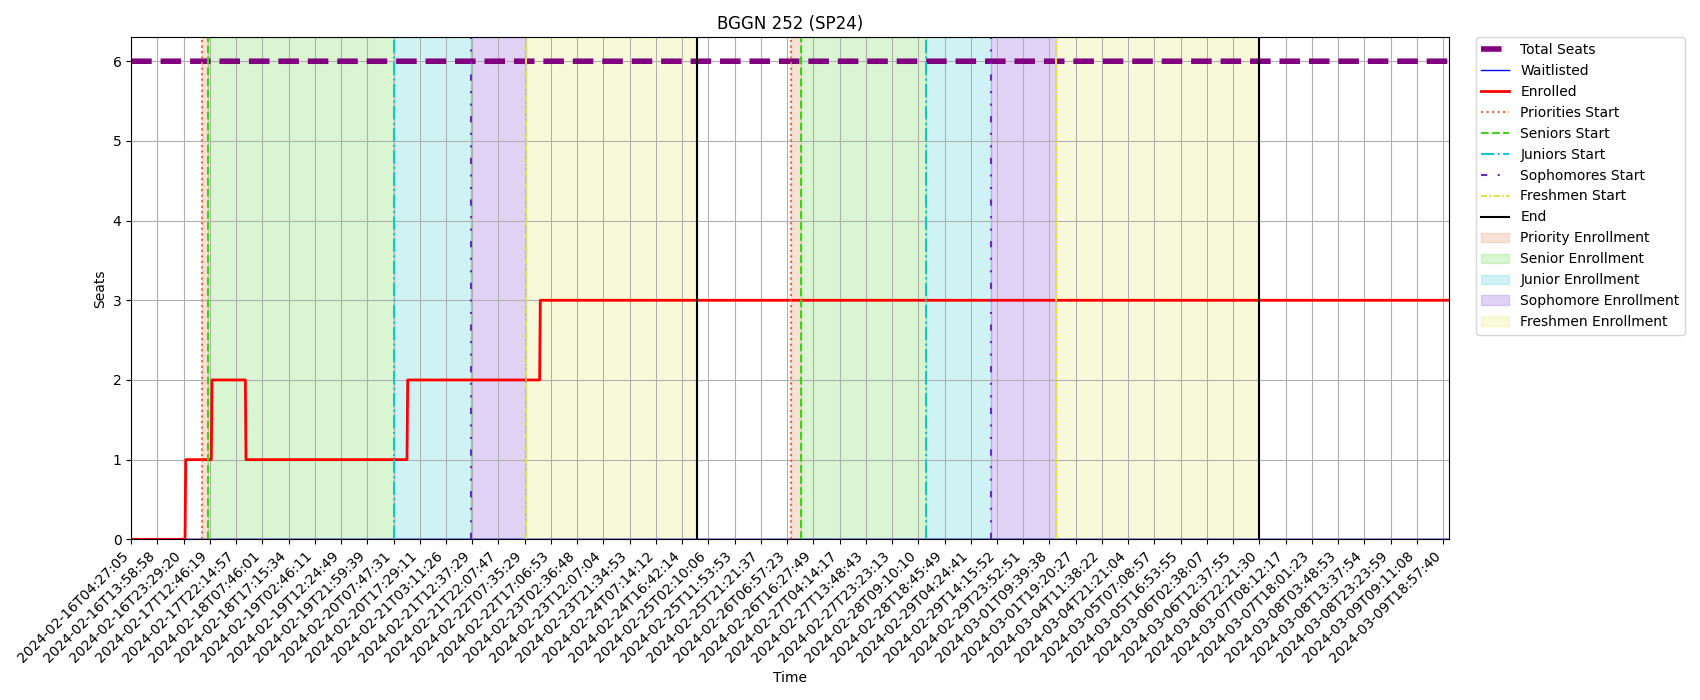 BGGN 252 (SP24)
Total Seats
Waitlisted
Enrolled
Priorities Start
Seniors Start
Juniors Start
Sophomores Start
Freshmen Start
End
Priority Enrollment
Senior Enrollment
Junior Enrollment
Sophomore Enrollment
Freshmen Enrollment
Seats
6
5
4
3
2
1
0
2024-02-16T04:27:05
2024-02-16T13:58:58
2024-02-16T23:29:20
2024-02-17T12:46:19
2024-02-17T22:14:57
2024-02-18T07:46:01
2024-02-18T17:15:34
2024-02-19T02:46:11
2024-02-19T12:24:49
2024-02-19T21:59:39
2024-02-20T07:47:31
2024-02-20T17:29:11
2024-02-21T03:11:26
2024-02-21T12:37:29
2024-02-21T22:07:47
2024-02-22T07:35:29
2024-02-22T17:06:53
2024-02-23T02:36:48
2024-02-23T12:07:04
2024-02-23T21:34:53
2024-02-24T07:14:12
2024-02-24T16:42:14
2024-02-25T02:10:06
2024-02-25T11:53:53
2024-02-25T21:21:37
2024-02-26T06:57:23
2024-02-26T16:27:49
2024-02-27T04:14:17
2024-02-27T13:48:43
2024-02-27T23:23:13
2024-02-28T09:10:10
2024-02-28T18:45:49
2024-02-29T04:24:41
2024-02-29T14:15:52
2024-02-29T23:52:51
2024-03-01T09:39:38
2024-03-01T19:20:27
2024-03-04T11:38:22
2024-03-04T21:21:04
2024-03-05T07:08:57
2024-03-05T16:53:55
2024-03-06T02:38:07
2024-03-06T12:37:55
2024-03-06T22:21:30
2024-03-07T08:12:17
2024-03-07T18:01:23
2024-03-08T03:48:53
2024-03-08T13:37:54
2024-03-08T23:23:59
2024-03-09T09:11:08
2024-03-09T18:57:40
Time